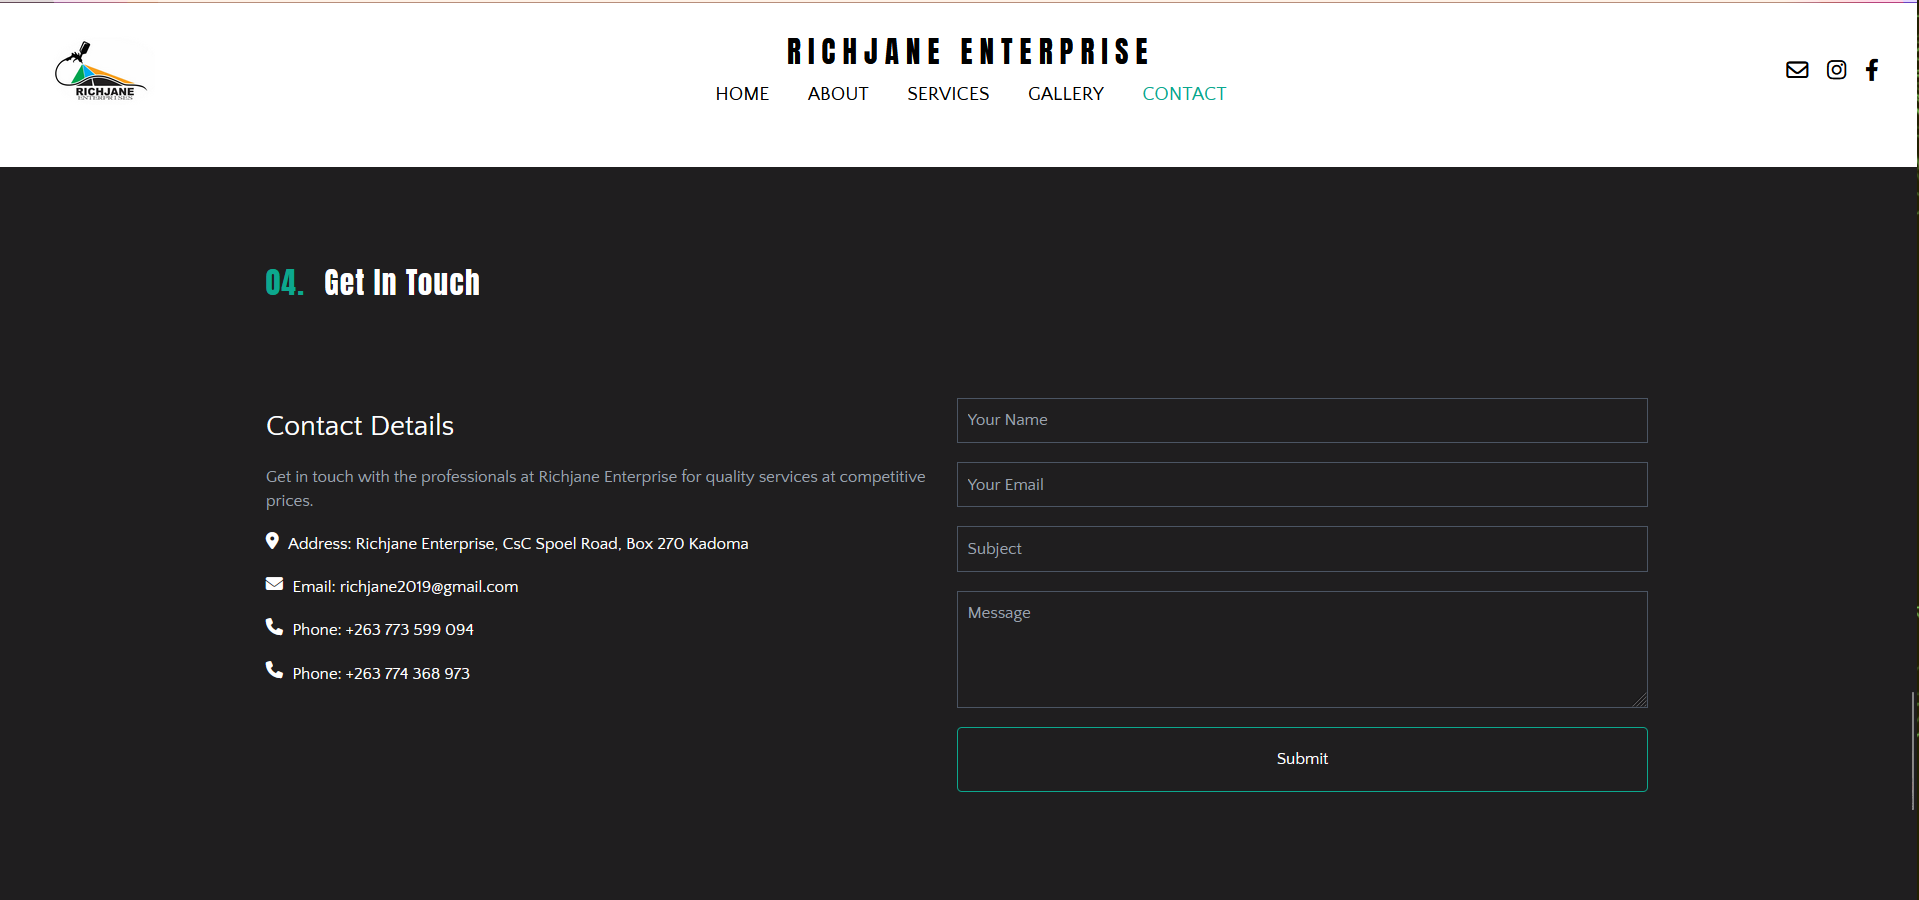 RICHJANE
ENTERPRISES
RICHJANE ENTERPRISE
HOME ABOUT SERVICES GALLERY CONTACT
04. Get In Touch
Contact Details
Get in touch with the professionals at Richjane Enterprise for quality services at competitive
prices.
Address: Richjane Enterprise, CsC Spoel Road, Box 270 Kadoma
Email: richjane2019@gmail.com
Phone: +263 773 599 094
Phone: +263 774 368 973
Your Name
Your Email
Subject
Message
Submit